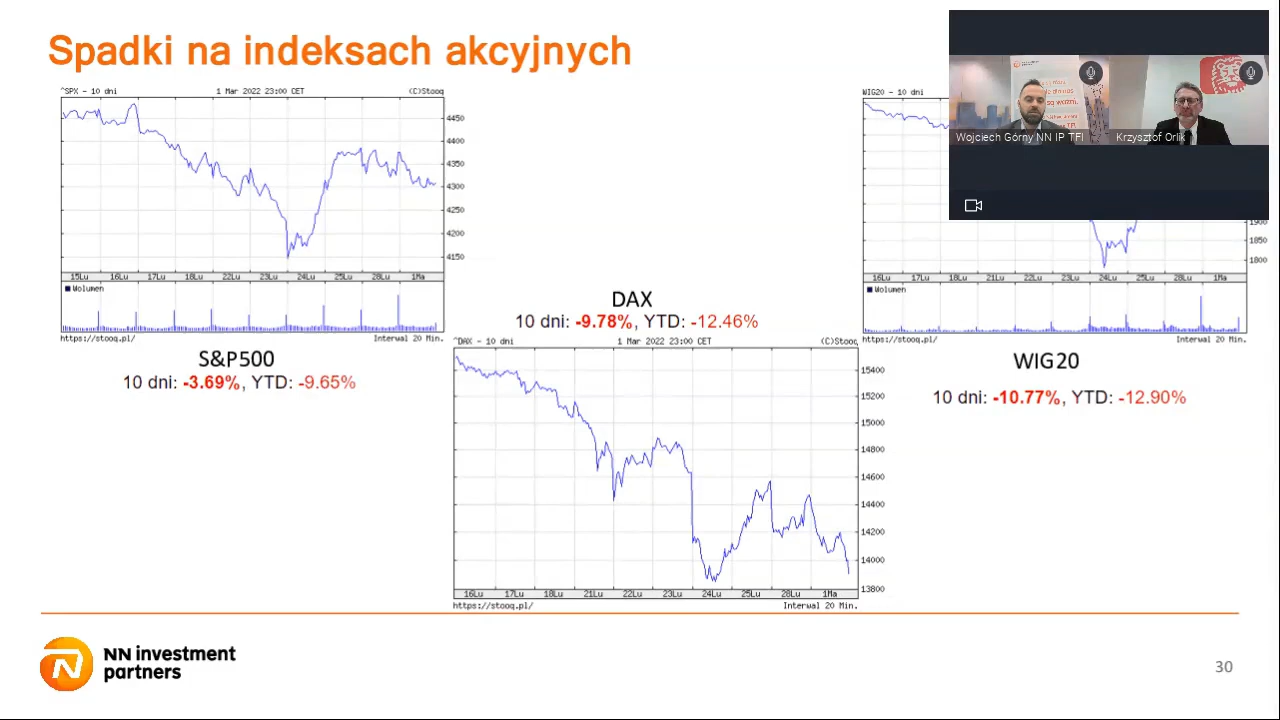 Spadki na indeksach akcyjnych
^SPX - 10 dni 1 Mar 2022 23:00 CET (C)Stooq
4450
4400
4350
4300
4250
4200
4150
15Lu 16Lu 17Lu 18Lu 21Lu 22Lu 23Lu 24Lu 25Lu 28Lu 1Ma
Wolumen
https://stooq.pl/ Interwal 20 Min.
S&P500
10 dni: -3.69%, YTD: -9.65%
DAX
10 dni: -9.78%, YTD: -12.46%
^DAX - 10 dni 1 Mar 2022 23:00 CET (C)Stooq
15400
15200
15000
14800
14600
14400
14200
14000
13800
16Lu 17Lu 18Lu 21Lu 22Lu 23Lu 24Lu 25Lu 28Lu 1Ma
https://stooq.pl/ Interwal 20 Min.
WIG20 - 10 dni
Wojciech Górny NN IP TFI
Krzysztof Orlik
1900
1850
1800
16Lu 17Lu 18Lu 21Lu 22Lu 23Lu 24Lu 25Lu 28Lu 1Ma
Wolumen
https://stooq.pl/ Interwal 20 Min.
WIG20
10 dni: -10.77%, YTD: -12.90%
NN investment
partners
30